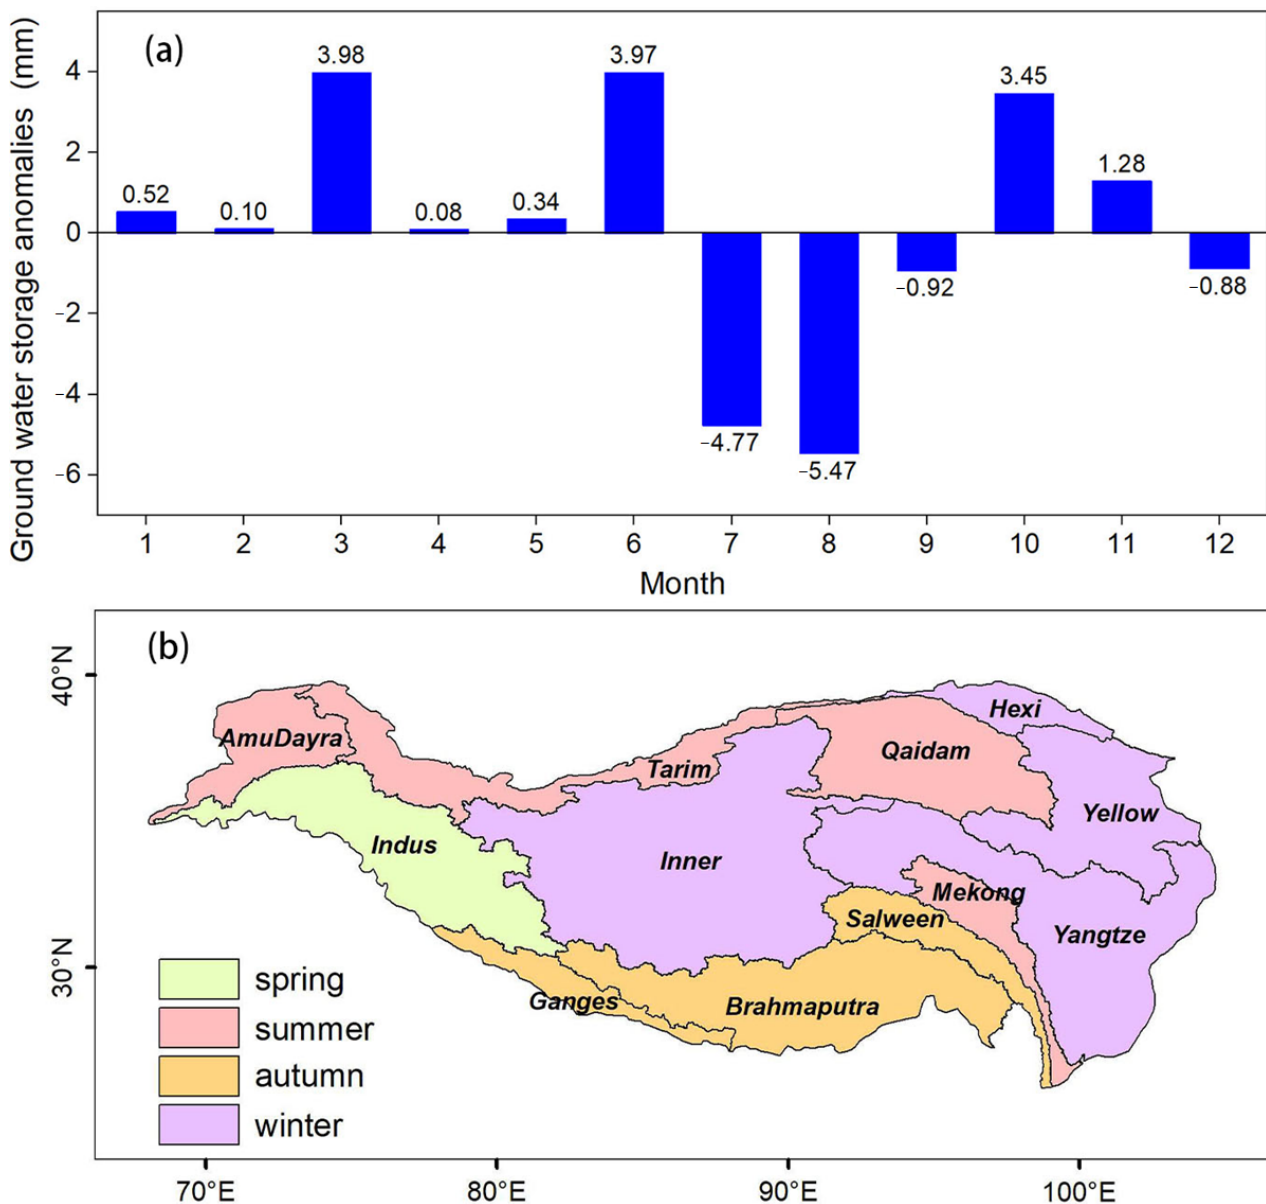 Ground water storage anomalies (mm)
(a)
4
2
0
−2
−4
−6
0.52
0.10
3.98
0.08
0.34
3.97
−4.77
−5.47
−0.92
3.45
1.28
−0.88
1 2 3 4 5 6 7 8 9 10 11 12
Month
(b)
40°N
30°N
AmuDayra
Tarim
Qaidam
Hexi
Yellow
Indus
Inner
Mekong
Salween
Yangtze
Ganges
Brahmaputra
spring
summer
autumn
winter
70°E 80°E 90°E 100°E